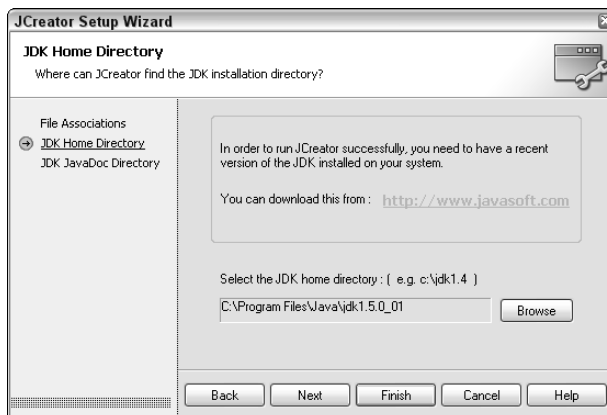 JCreator Setup Wizard
JDK Home Directory
Where can JCreator find the JDK installation directory?
File Associations
JDK Home Directory
JDK JavaDoc Directory
In order to run JCreator successfully, you need to have a recent
version of the JDK installed on your system.
You can download this from : http://www.javasoft.com
Select the JDK home directory : ( e.g. c:\jdk1.4 )
C:\Program Files\Java\jdk1.5.0_01
Browse
Back
Next
Finish
Cancel
Help